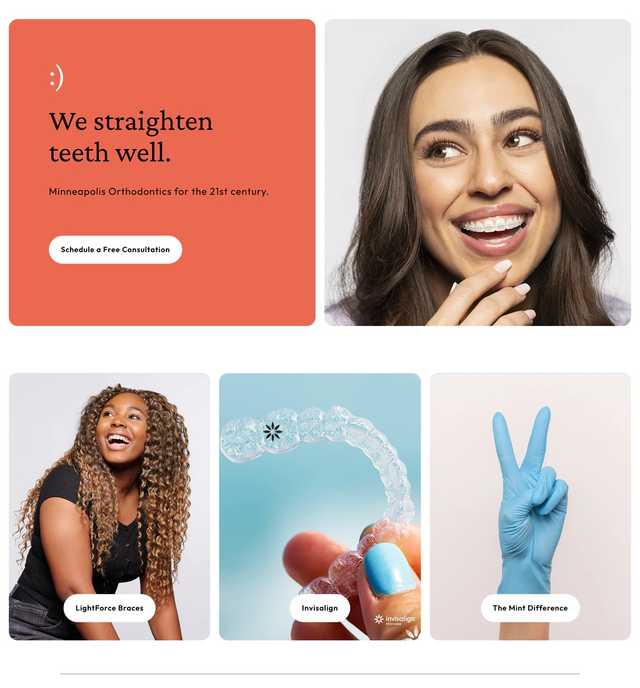 :)
We straighten
teeth well.
Minneapolis Orthodontics for the 21st century.
Schedule a Free Consultation
LightForce Braces
Invisalign
invisalign
The Mint Difference